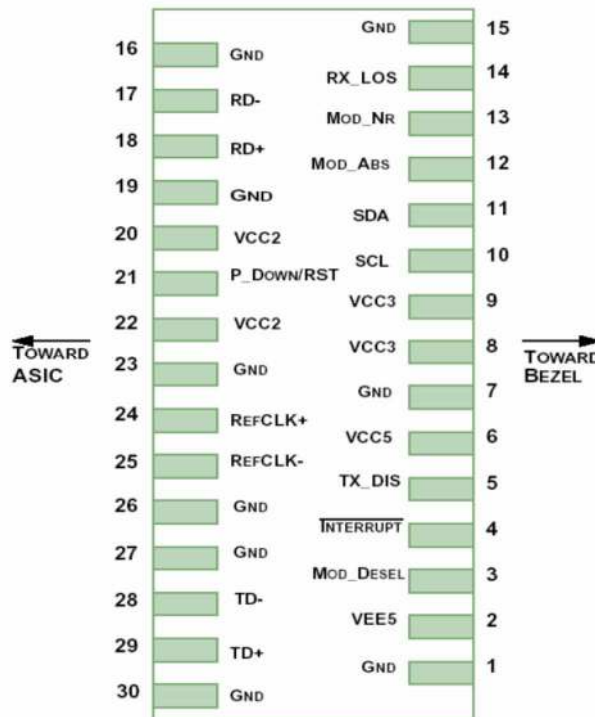 GND 15
16 GND
RX_LOS 14
17 RD-
MOD_NR 13
18 RD+
MOD_ABS 12
19 GND
SDA 11
20 VCC2
SCL 10
21 P_DOWN/RST
VCC3 9
22 VCC2
VCC3 8
TOWARD ASIC
TOWARD BEZEL
23 GND
GND 7
24 REFCLK+
VCC5 6
25 REFCLK-
TX_DIS 5
26 GND
INTERRUPT 4
27 GND
MOD_DESEL 3
28 TD-
VEE5 2
29 TD+
GND 1
30 GND